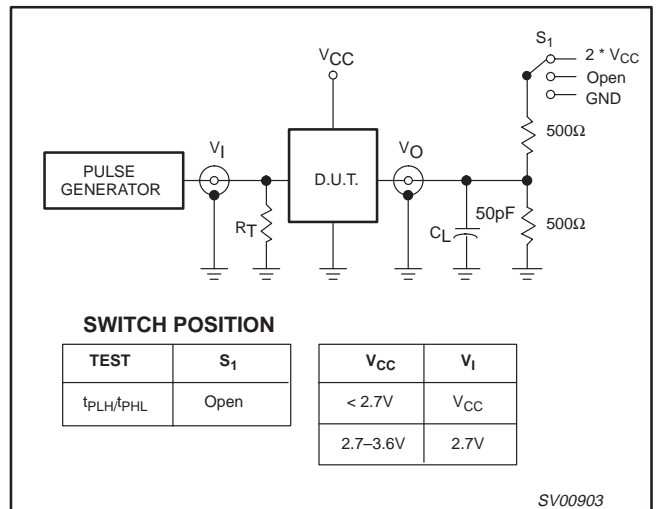 S1
2 * VCC
Open
GND
VCC
500Ω
VI
VO
PULSE
GENERATOR
D.U.T.
RT
50pF
CL
500Ω
SWITCH POSITION
TEST S1
tPLH/tPHL Open
VCC VI
< 2.7V VCC
2.7–3.6V 2.7V
SV00903